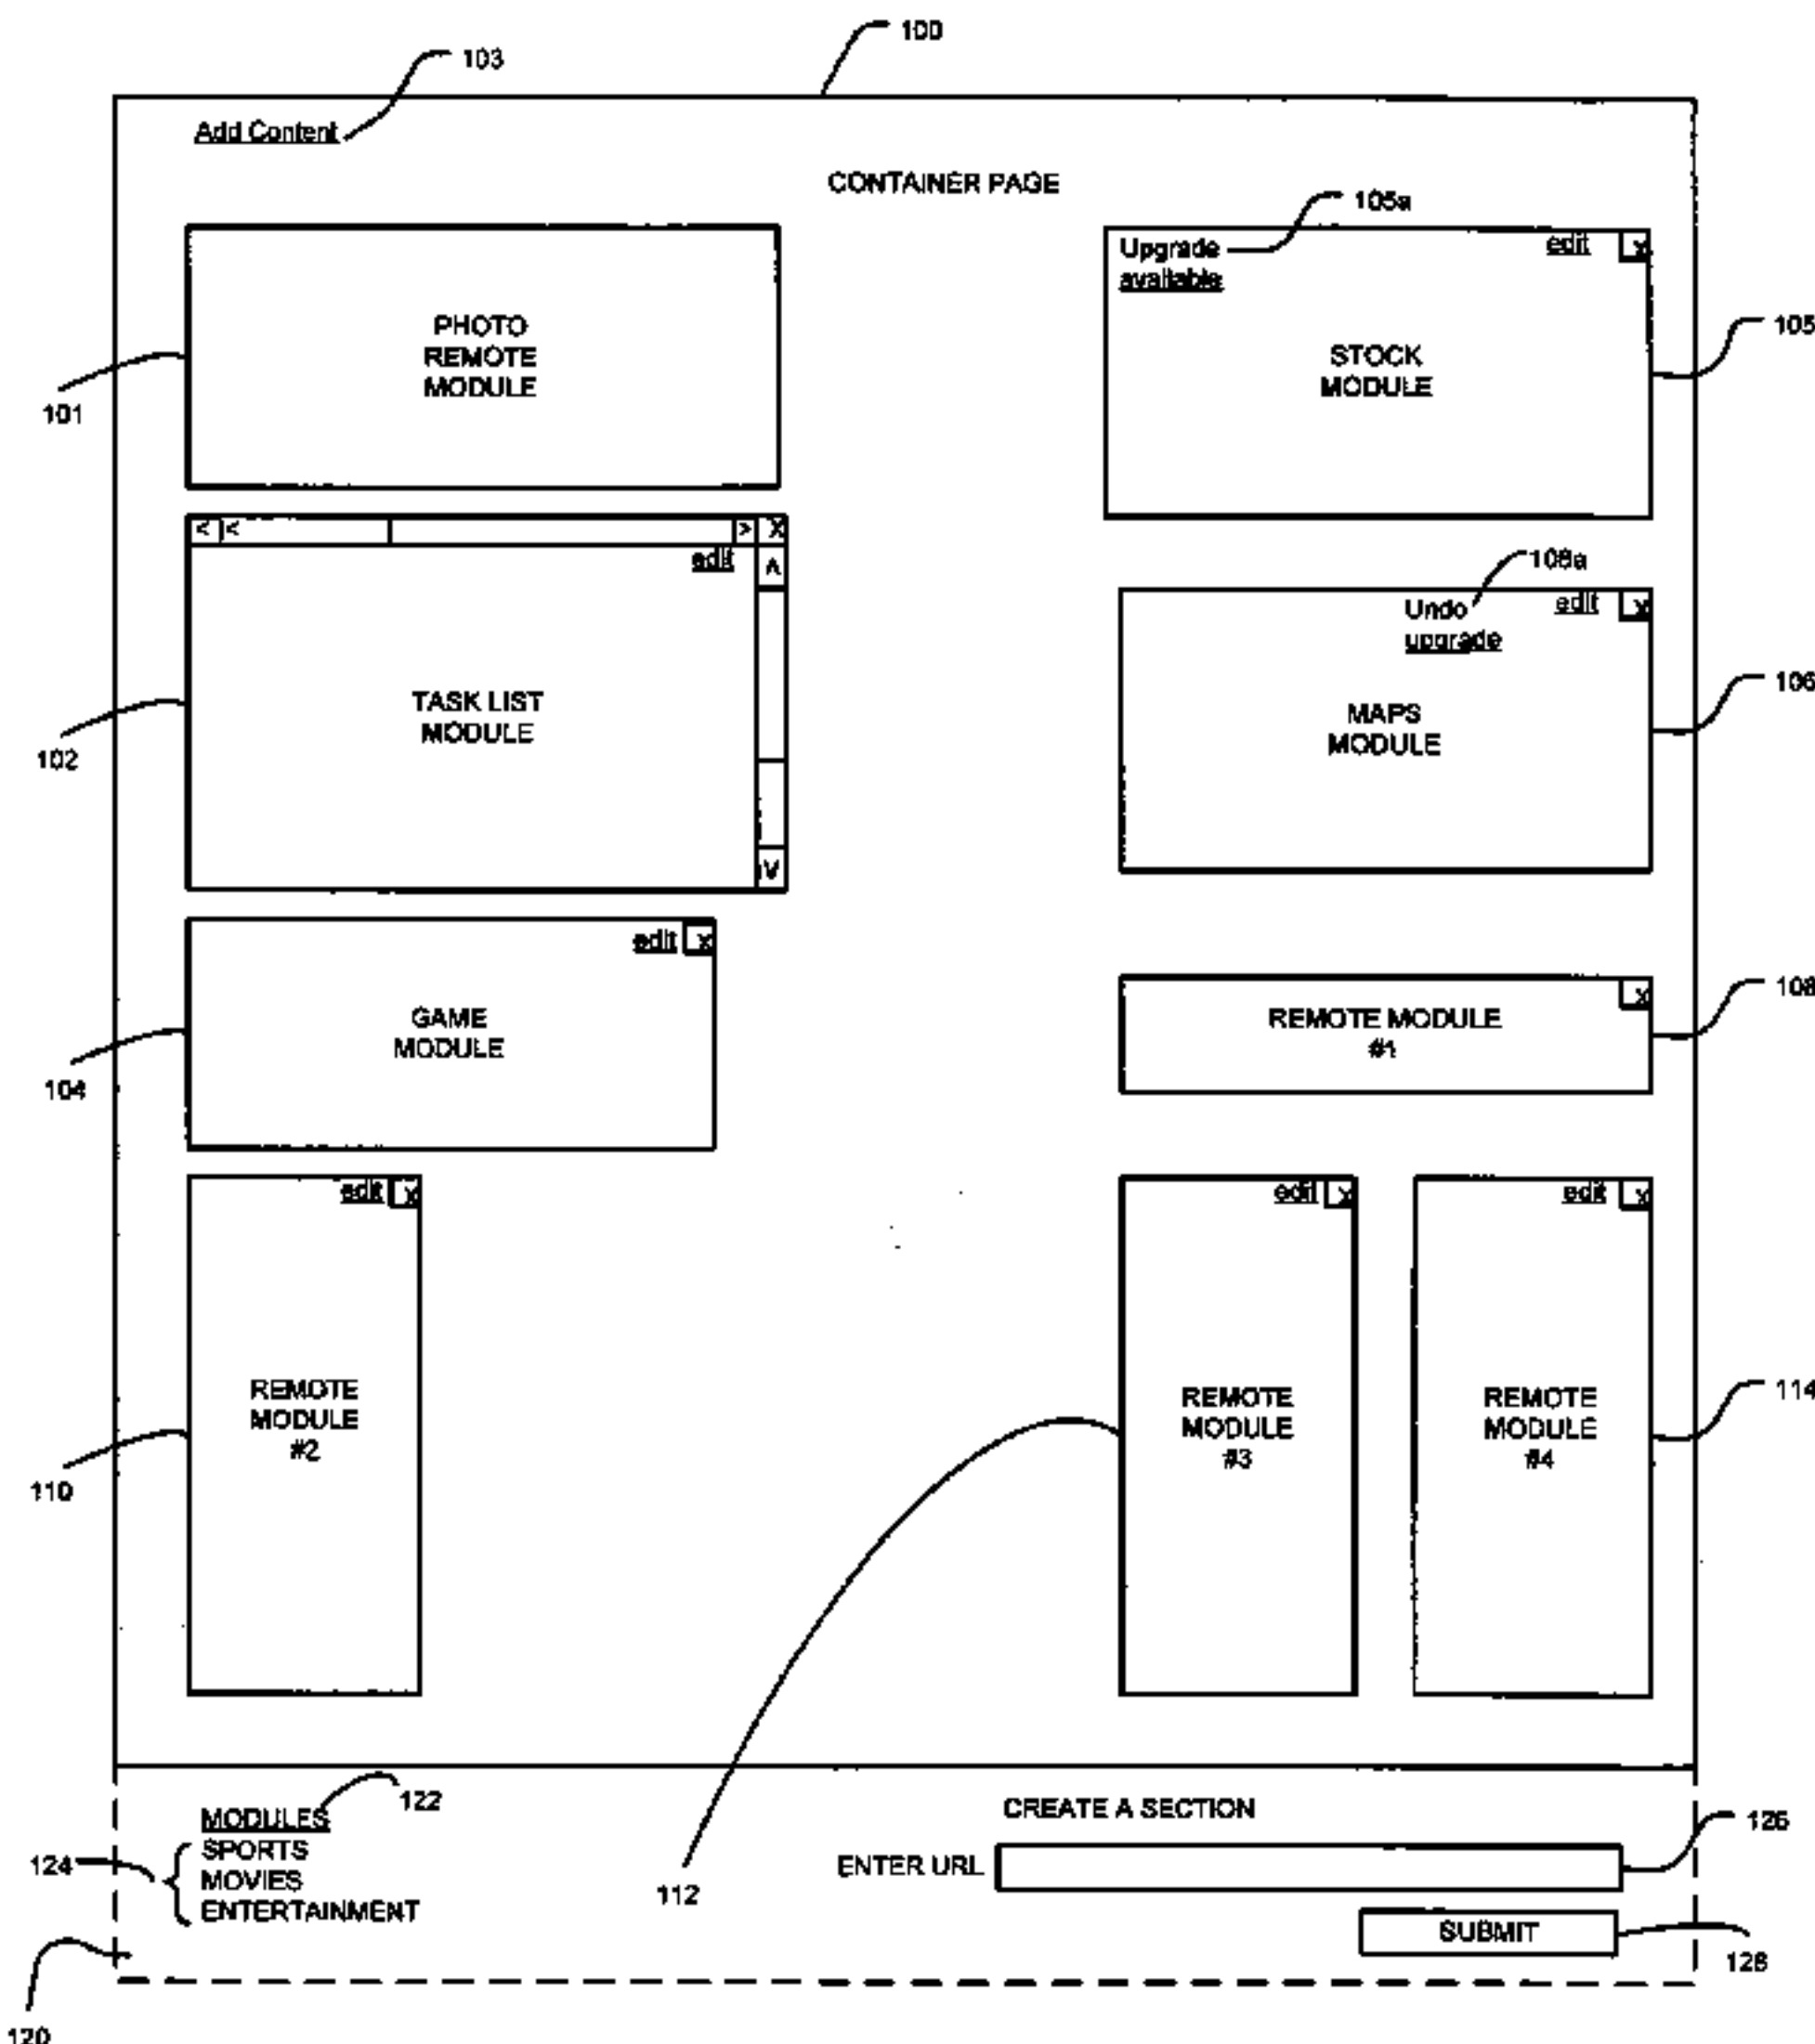 100
103
Add Content
CONTAINER PAGE
105a
Upgrade
available
edit
X
PHOTO
REMOTE
MODULE
STOCK
MODULE
105
101
< |<
> X
edit
Λ
V
TASK LIST
MODULE
102
106a
Undo
upgrade
edit
X
MAPS
MODULE
106
edit X
GAME
MODULE
104
X
REMOTE MODULE
#1
108
edit X
REMOTE
MODULE
#2
110
edit X
REMOTE
MODULE
#3
112
edit X
REMOTE
MODULE
#4
114
MODULES
122
SPORTS
MOVIES
ENTERTAINMENT
124
120
CREATE A SECTION
ENTER URL
126
SUBMIT
128